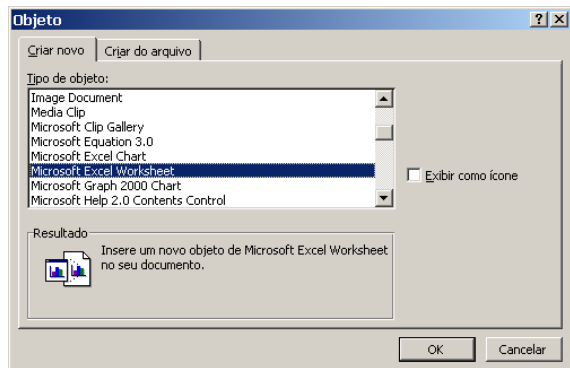 Objeto
Criar novo
Criar do arquivo
Tipo de objeto:
Image Document
Media Clip
Microsoft Clip Gallery
Microsoft Equation 3.0
Microsoft Excel Chart
Microsoft Excel Worksheet
Microsoft Graph 2000 Chart
Microsoft Help 2.0 Contents Control
Exibir como ícone
Resultado
Insere um novo objeto de Microsoft Excel Worksheet
no seu documento.
OK
Cancelar